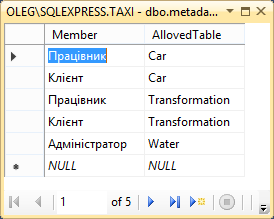 OLEG\SQLEXPRESS.TAXI - dbo.metada...
Member AllovedTable
Працівник Car
Клієнт Car
Працівник Transformation
Клієнт Transformation
Адміністратор Water
NULL NULL
1 of 5